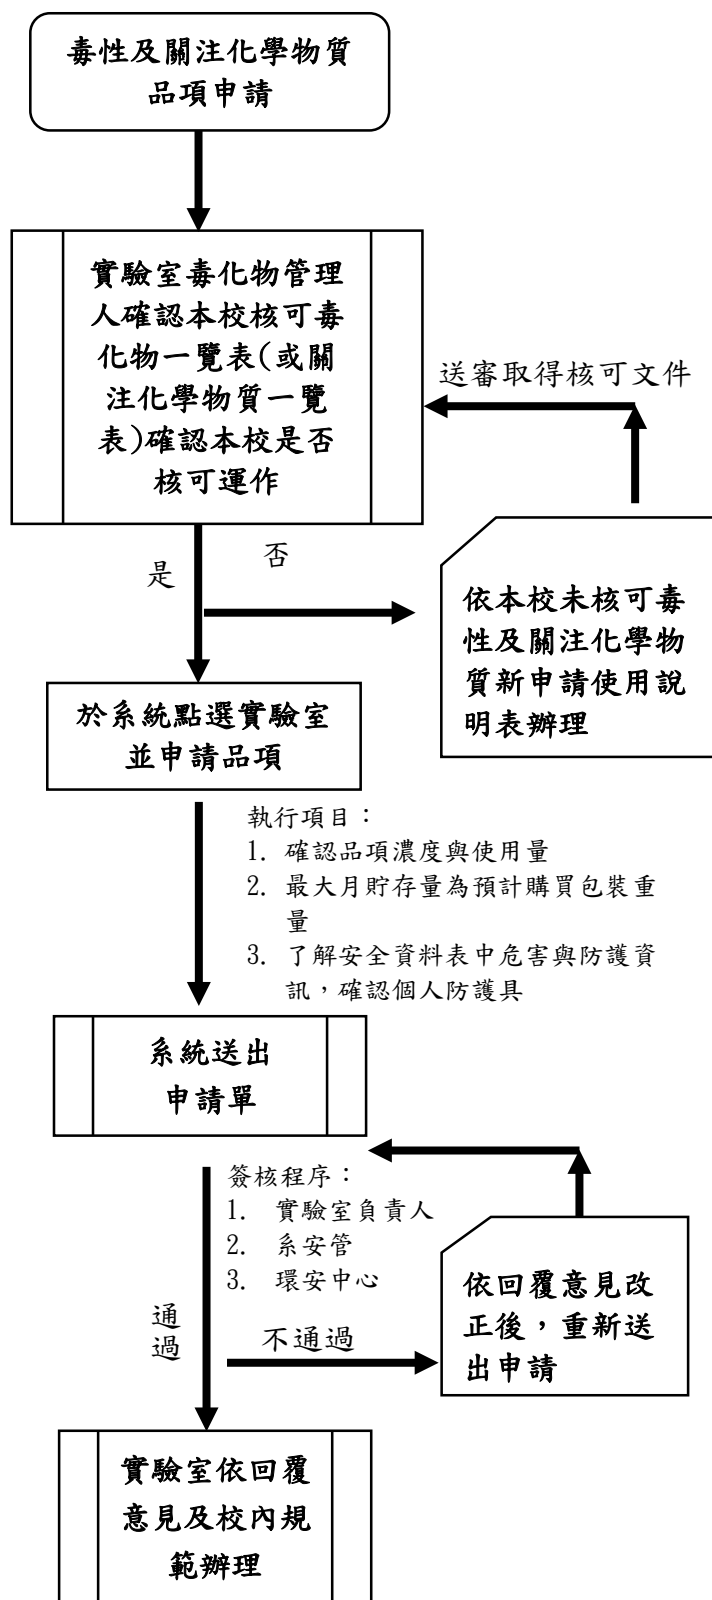 毒性及關注化學物質
品項申請
實驗室毒化物管理
人確認本校核可毒
化物一覽表(或關
注化學物質一覽
表)確認本校是否
核可運作
送審取得核可文件
是
否
依本校未核可毒
性及關注化學物
質新申請使用說
明表辦理
於系統點選實驗室
並申請品項
執行項目：
1. 確認品項濃度與使用量
2. 最大月貯存量為預計購買包裝重
量
3. 了解安全資料表中危害與防護資
訊，確認個人防護具
系統送出
申請單
簽核程序：
1. 實驗室負責人
2. 系安管
3. 環安中心
通
過
不通過
依回覆意見改
正後，重新送
出申請
實驗室依回覆
意見及校內規
範辦理